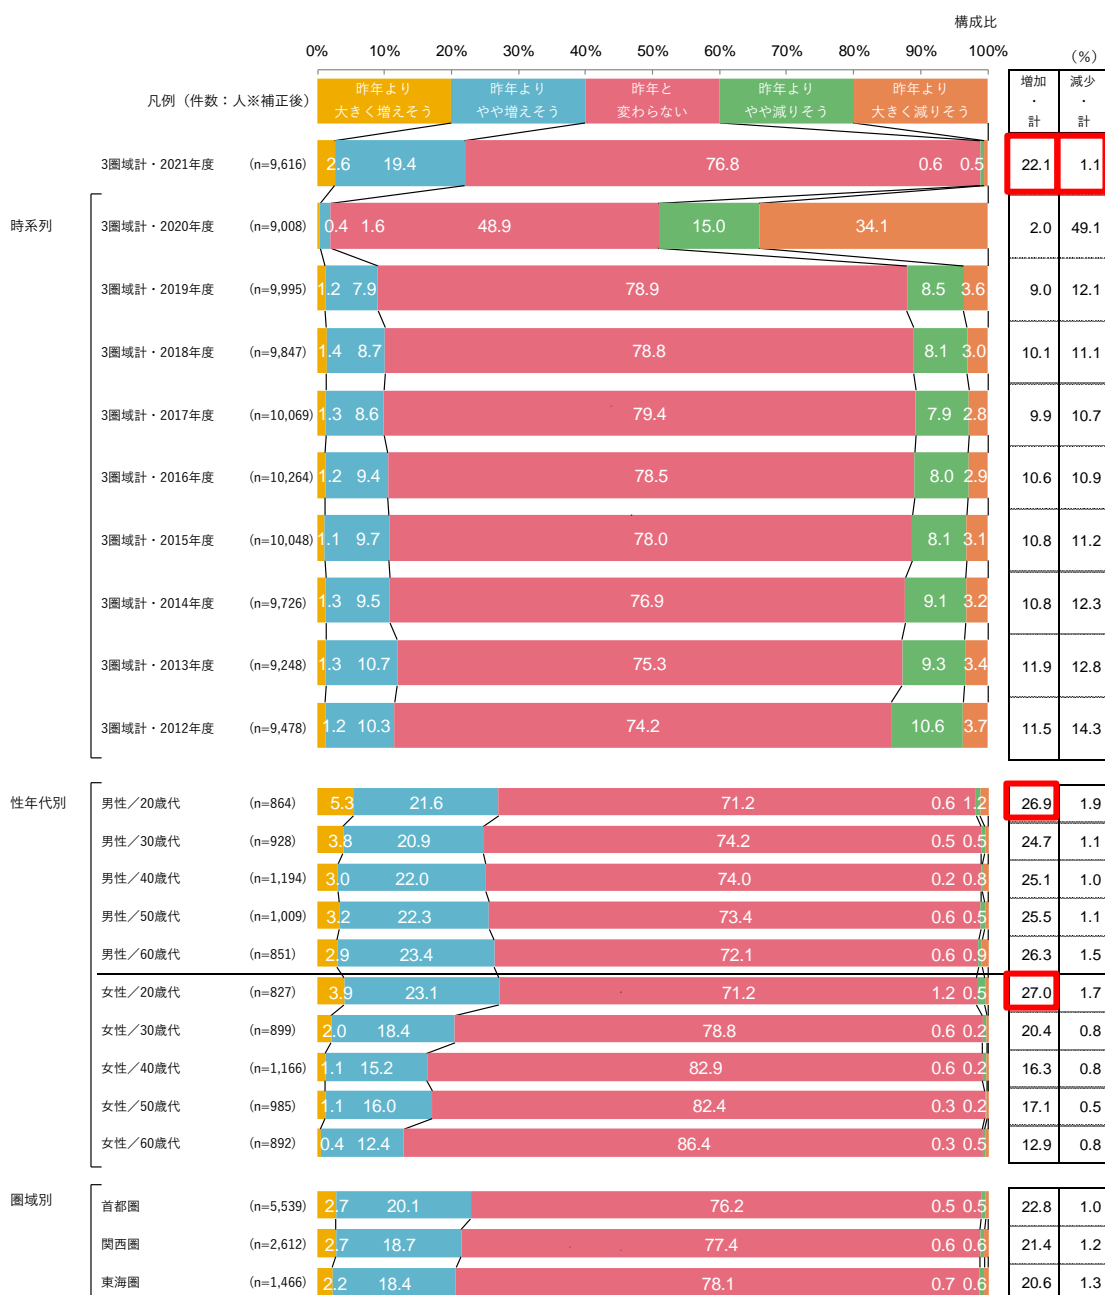 構成比
0% 10% 20% 30% 40% 50% 60% 70% 80% 90% 100%
(%)
凡例(件数:人※補正後)
昨年より 大きく増えそう
昨年より やや増えそう
昨年と 変わらない
昨年より やや減りそう
昨年より 大きく減りそう
増加・計
減少・計
3圏域計・2021年度 (n=9,616) 2.6 19.4 76.8 0.6 0.5 22.1 1.1
時系列
3圏域計・2020年度 (n=9,008) 0.4 1.6 48.9 15.0 34.1 2.0 49.1
3圏域計・2019年度 (n=9,995) 1.2 7.9 78.9 8.5 3.6 9.0 12.1
3圏域計・2018年度 (n=9,847) 1.4 8.7 78.8 8.1 3.0 10.1 11.1
3圏域計・2017年度 (n=10,069) 1.3 8.6 79.4 7.9 2.8 9.9 10.7
3圏域計・2016年度 (n=10,264) 1.2 9.4 78.5 8.0 2.9 10.6 10.9
3圏域計・2015年度 (n=10,048) 1.1 9.7 78.0 8.1 3.1 10.8 11.2
3圏域計・2014年度 (n=9,726) 1.3 9.5 76.9 9.1 3.2 10.8 12.3
3圏域計・2013年度 (n=9,248) 1.3 10.7 75.3 9.3 3.4 11.9 12.8
3圏域計・2012年度 (n=9,478) 1.2 10.3 74.2 10.6 3.7 11.5 14.3
性年代別
男性/20歳代 (n=864) 5.3 21.6 71.2 0.6 1.2 26.9 1.9
男性/30歳代 (n=928) 3.8 20.9 74.2 0.5 0.5 24.7 1.1
男性/40歳代 (n=1,194) 3.0 22.0 74.0 0.2 0.8 25.1 1.0
男性/50歳代 (n=1,009) 3.2 22.3 73.4 0.6 0.5 25.5 1.1
男性/60歳代 (n=851) 2.9 23.4 72.1 0.6 0.9 26.3 1.5
女性/20歳代 (n=827) 3.9 23.1 71.2 1.2 0.5 27.0 1.7
女性/30歳代 (n=899) 2.0 18.4 78.8 0.6 0.2 20.4 0.8
女性/40歳代 (n=1,166) 1.1 15.2 82.9 0.6 0.2 16.3 0.8
女性/50歳代 (n=985) 1.1 16.0 82.4 0.3 0.2 17.1 0.5
女性/60歳代 (n=892) 0.4 12.4 86.4 0.3 0.5 12.9 0.8
圏域別
首都圏 (n=5,539) 2.7 20.1 76.2 0.5 0.5 22.8 1.0
関西圏 (n=2,612) 2.7 18.7 77.4 0.6 0.6 21.4 1.2
東海圏 (n=1,466) 2.2 18.4 78.1 0.7 0.6 20.6 1.3